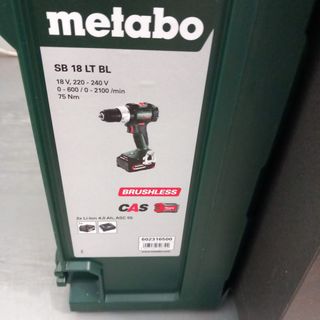 metabo
SB 18 LT BL
18 V, 220 - 240 V
0 - 600 / 0 - 2100 /min
75 Nm
BRUSHLESS
CAS
2x Li-Ion 4,0 Ah, ASC 55
602316500